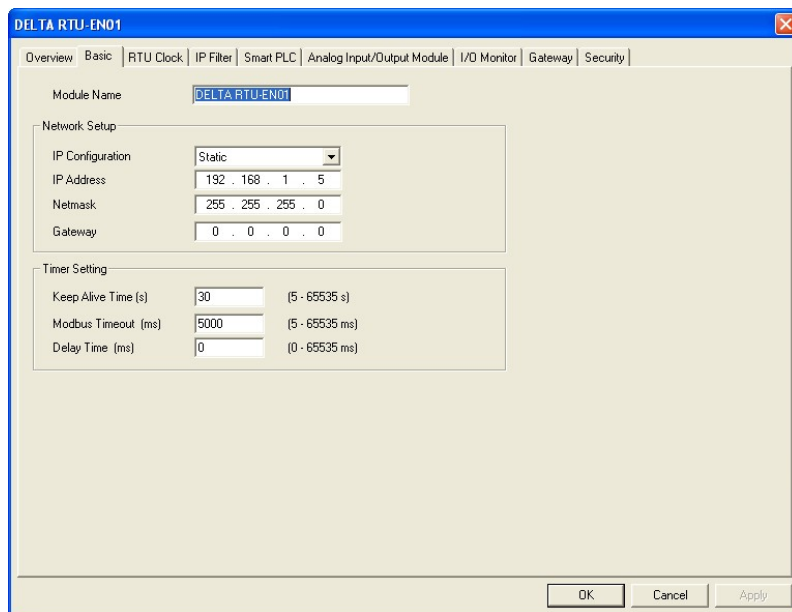 DELTA RTU-EN01
Overview Basic RTU Clock IP Filter Smart PLC Analog Input/Output Module I/O Monitor Gateway Security
Module Name DELTA RTU-EN01
Network Setup
IP Configuration Static
IP Address 192 . 168 . 1 . 5
Netmask 255 . 255 . 255 . 0
Gateway 0 . 0 . 0 . 0
Timer Setting
Keep Alive Time (s) 30 (5 - 65535 s)
Modbus Timeout (ms) 5000 (5 - 65535 ms)
Delay Time (ms) 0 (0 - 65535 ms)
OK Cancel Apply